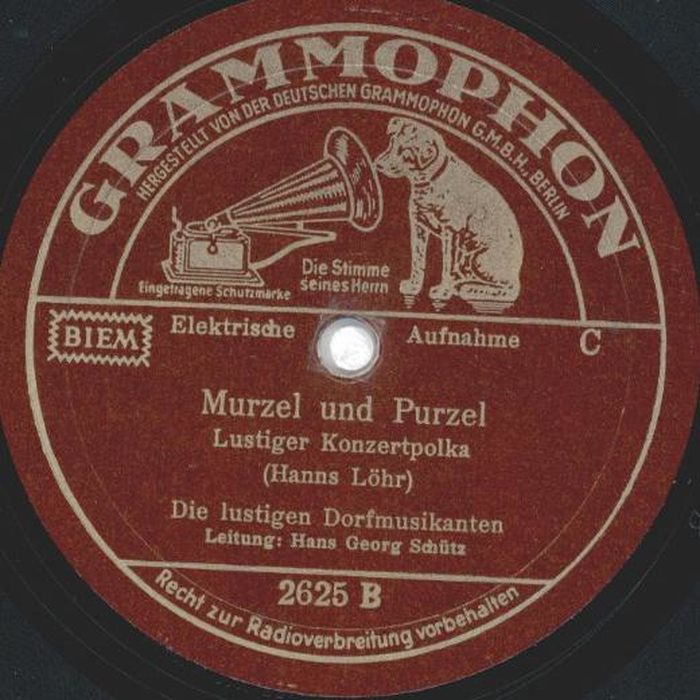 GRAMMOPHON
HERGESTELLT VON DER DEUTSCHEN GRAMMOPHON G.M.B.H., BERLIN
Die Stimme
seines Herrn
Eingetragene Schutzmarke
BIEM
Elektrische Aufnahme C
Murzel und Purzel
Lustiger Konzertpolka
(Hanns Löhr)
Die lustigen Dorfmusikanten
Leitung: Hans Georg Schütz
2625 B
Recht zur Radioverbreitung vorbehalten